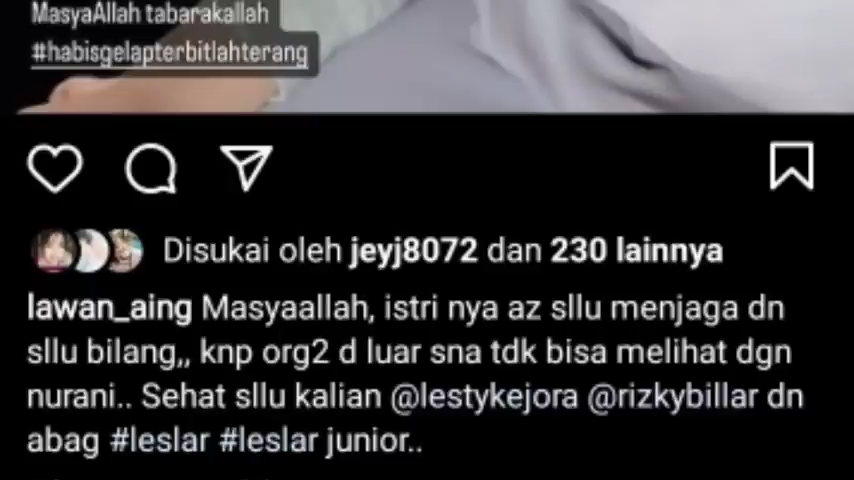 MasyaAllah tabarakallah
#habisgelapterbitlahterang
Disukai oleh jeyj8072 dan 230 lainnya
lawan_aing Masyaallah, istri nya az sllu menjaga dn
sllu bilang,, knp org2 d luar sna tdk bisa melihat dgn
nurani.. Sehat sllu kalian @lestykejora @rizkybillar dn
abag #leslar #leslar junior..